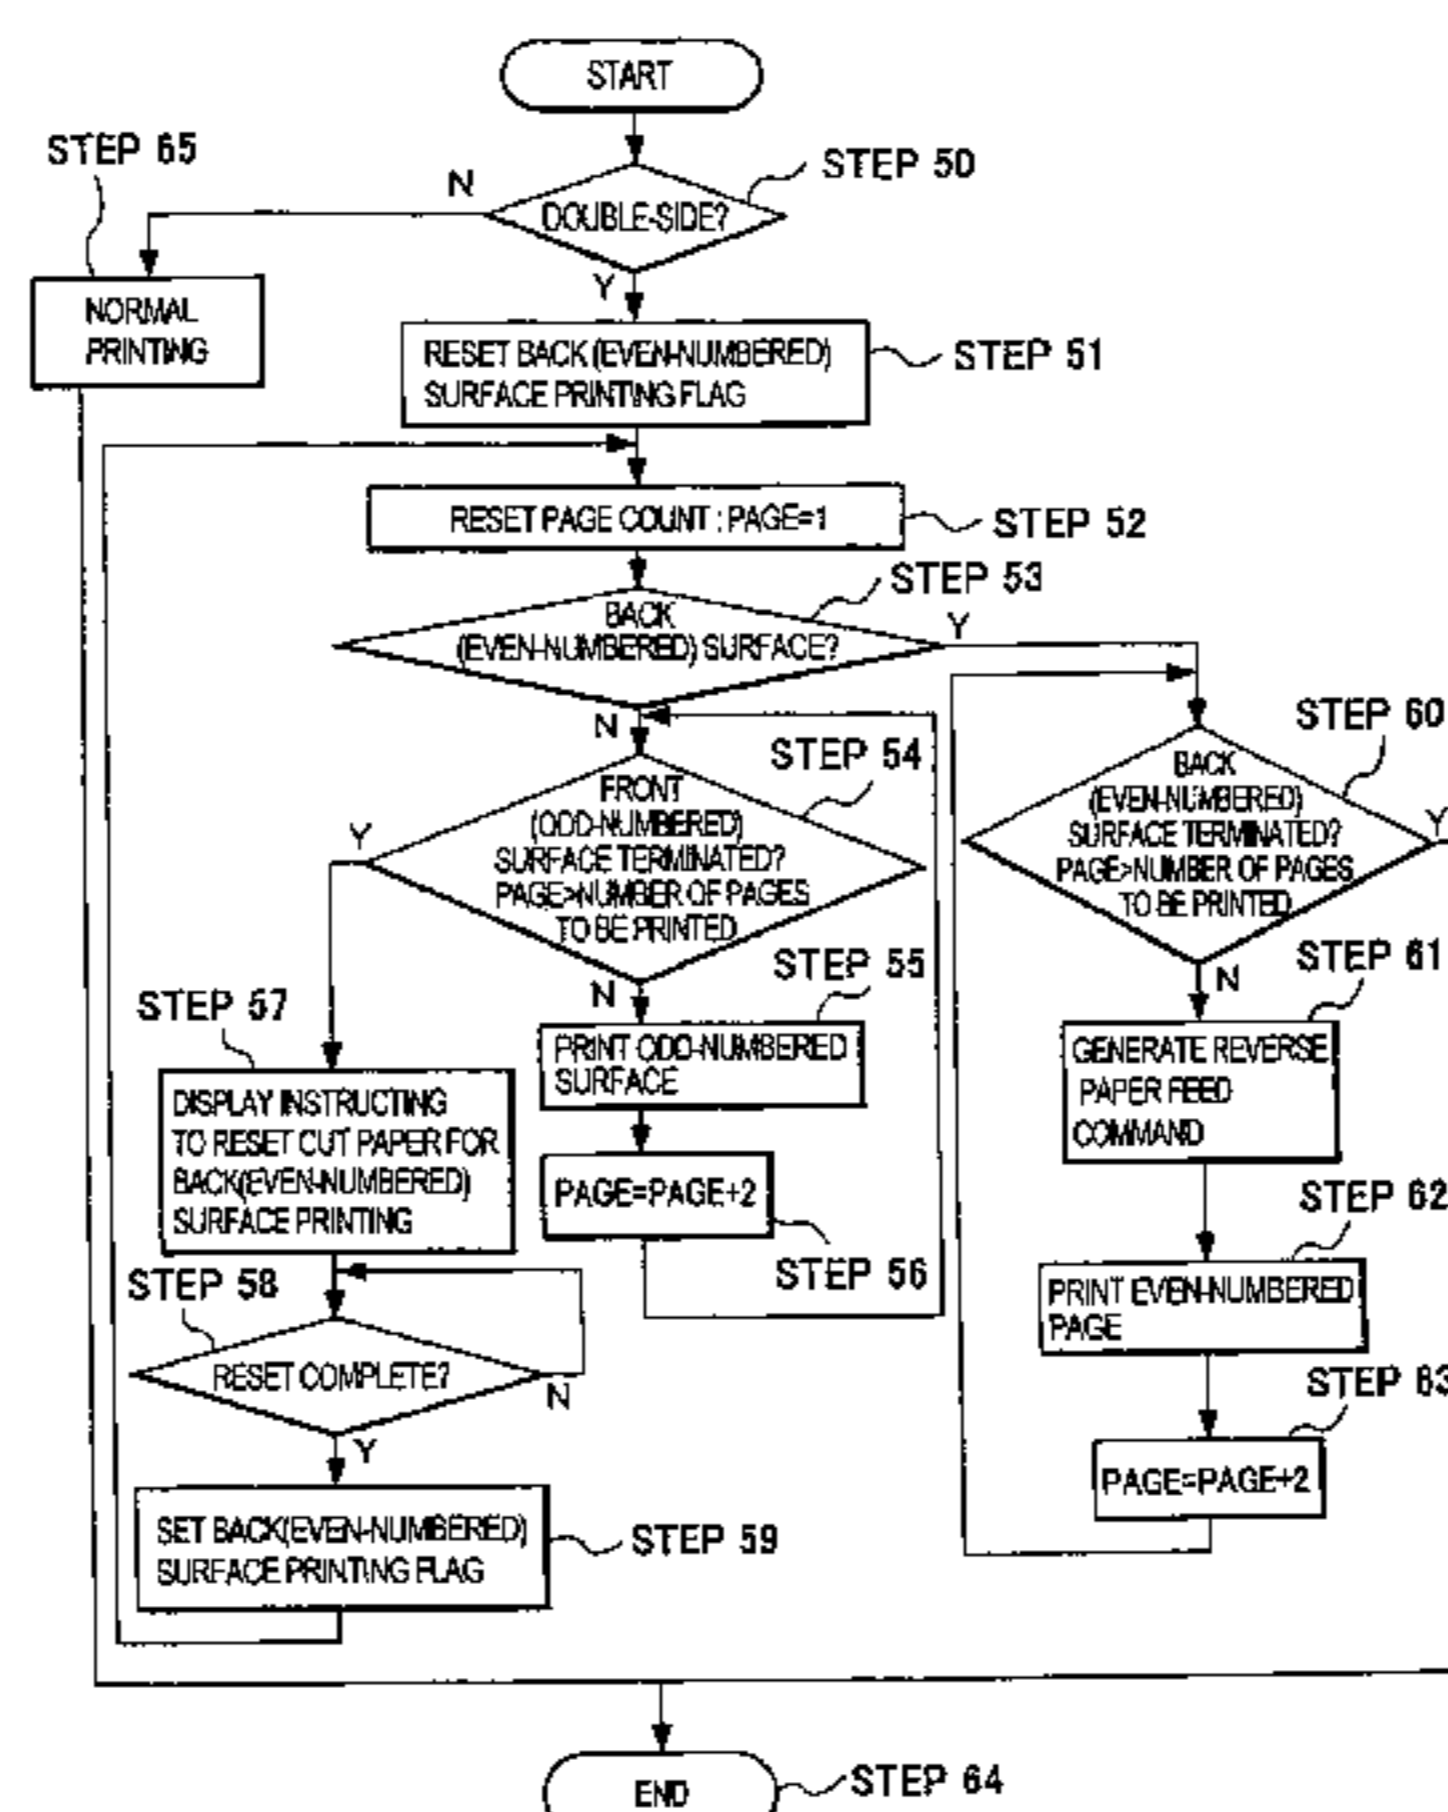 START
STEP 65
N
STEP 50
DOUBLE-SIDE?
Y
NORMAL
PRINTING
RESET BACK (EVEN-NUMBERED)
SURFACE PRINTING FLAG
STEP 51
RESET PAGE COUNT : PAGE=1
STEP 52
STEP 53
BACK
(EVEN-NUMBERED) SURFACE?
Y
N
STEP 54
FRONT
(ODD-NUMBERED)
SURFACE TERMINATED?
PAGE>NUMBER OF PAGES
TO BE PRINTED
Y
N
STEP 55
PRINT ODD-NUMBERED
SURFACE
PAGE=PAGE+2
STEP 56
STEP 57
DISPLAY INSTRUCTING
TO RESET CUT PAPER FOR
BACK(EVEN-NUMBERED)
SURFACE PRINTING
STEP 58
RESET COMPLETE?
N
Y
SET BACK(EVEN-NUMBERED)
SURFACE PRINTING FLAG
STEP 59
STEP 60
BACK
(EVEN-NUMBERED)
SURFACE TERMINATED?
PAGE>NUMBER OF PAGES
TO BE PRINTED
Y
N
STEP 61
GENERATE REVERSE
PAPER FEED
COMMAND
STEP 62
PRINT EVEN-NUMBERED
PAGE
STEP 63
PAGE=PAGE+2
END
STEP 64